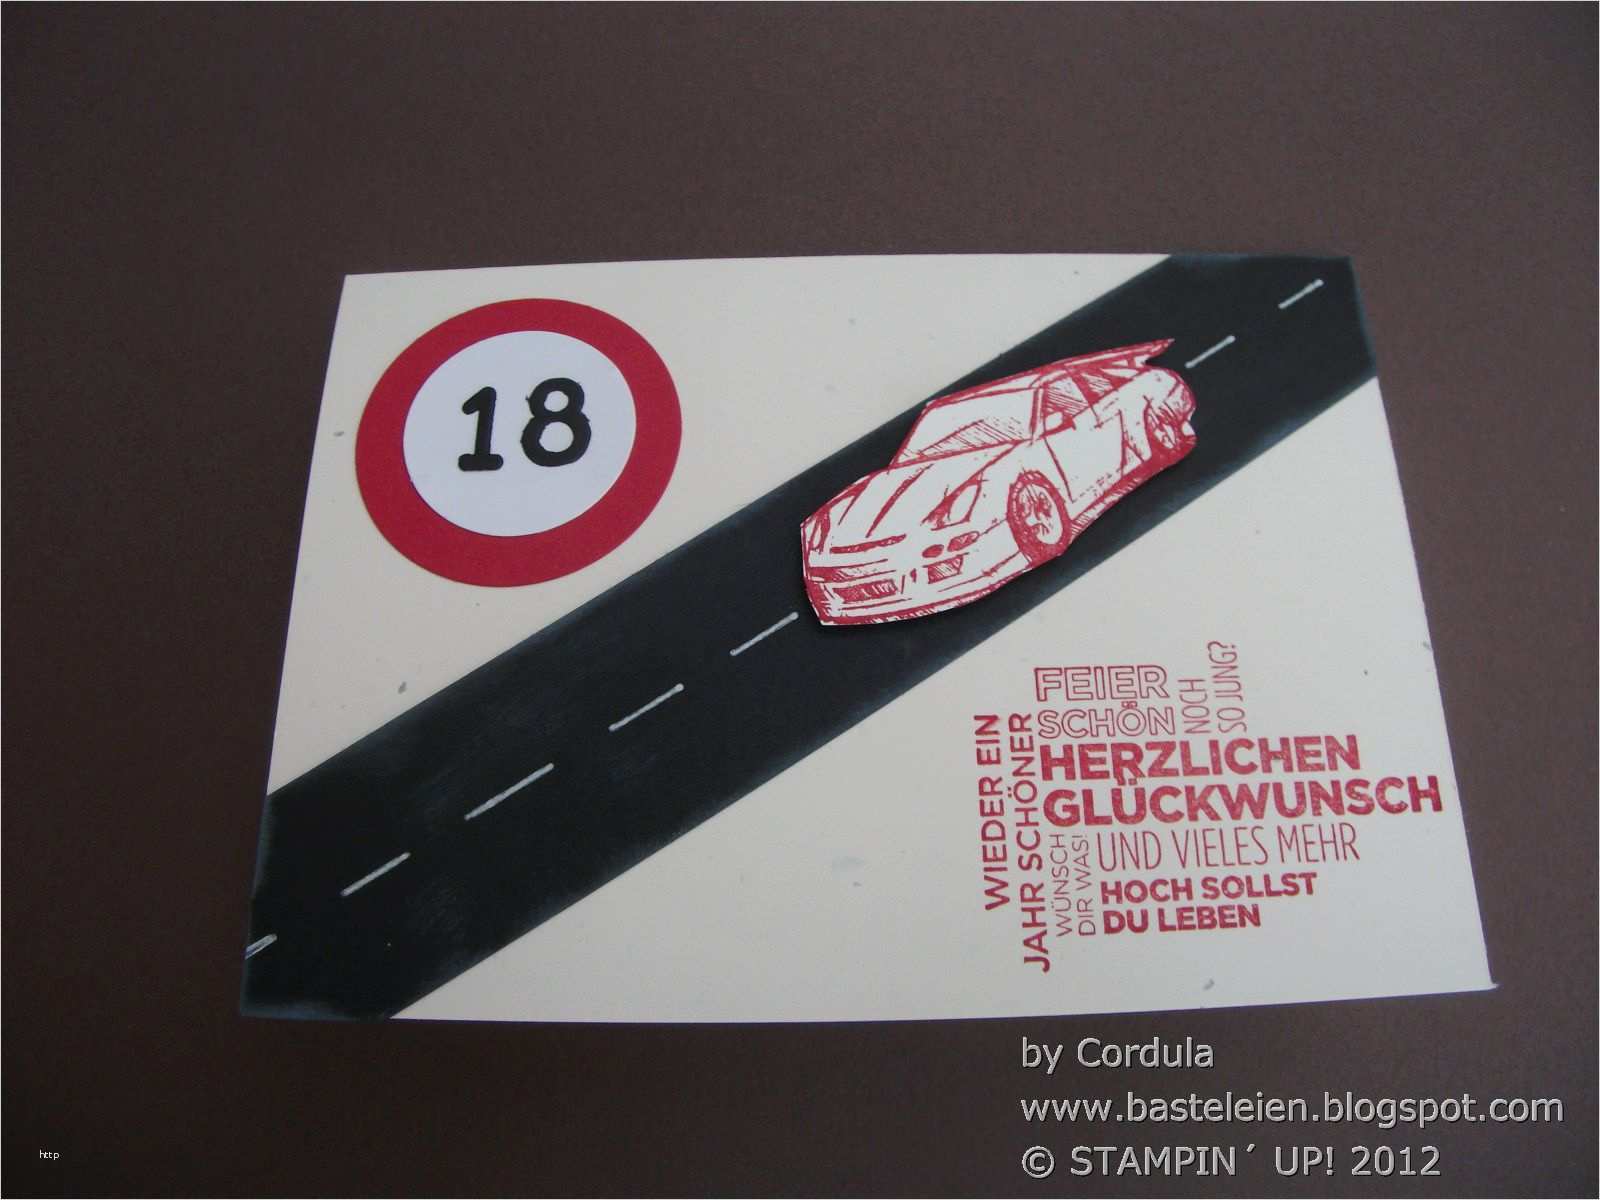 18
FEIER
SCHÖN
NOCH
SO JUNG?
WIEDER EIN
JAHR SCHÖNER
HERZLICHEN
GLÜCKWUNSCH
WÜNSCH
DIR WAS!
UND VIELES MEHR
HOCH SOLLST
DU LEBEN
by Cordula
www.basteleien.blogspot.com
© STAMPIN´ UP! 2012
http